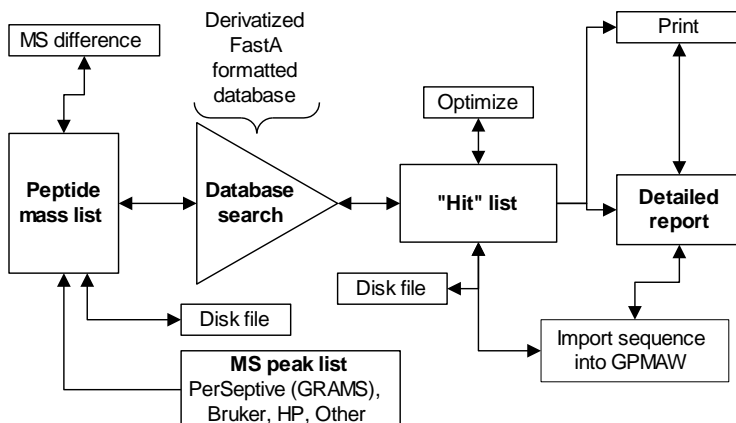 MS difference
Derivatized
FastA
formatted
database
Print
Optimize
Peptide
mass list
Database
search
"Hit" list
Detailed
report
Disk file
Disk file
Import sequence
into GPMAW
MS peak list
PerSeptive (GRAMS),
Bruker, HP, Other